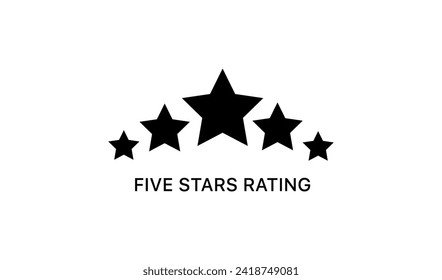 FIVE STARS RATING
shutterstock.com · 2418749081